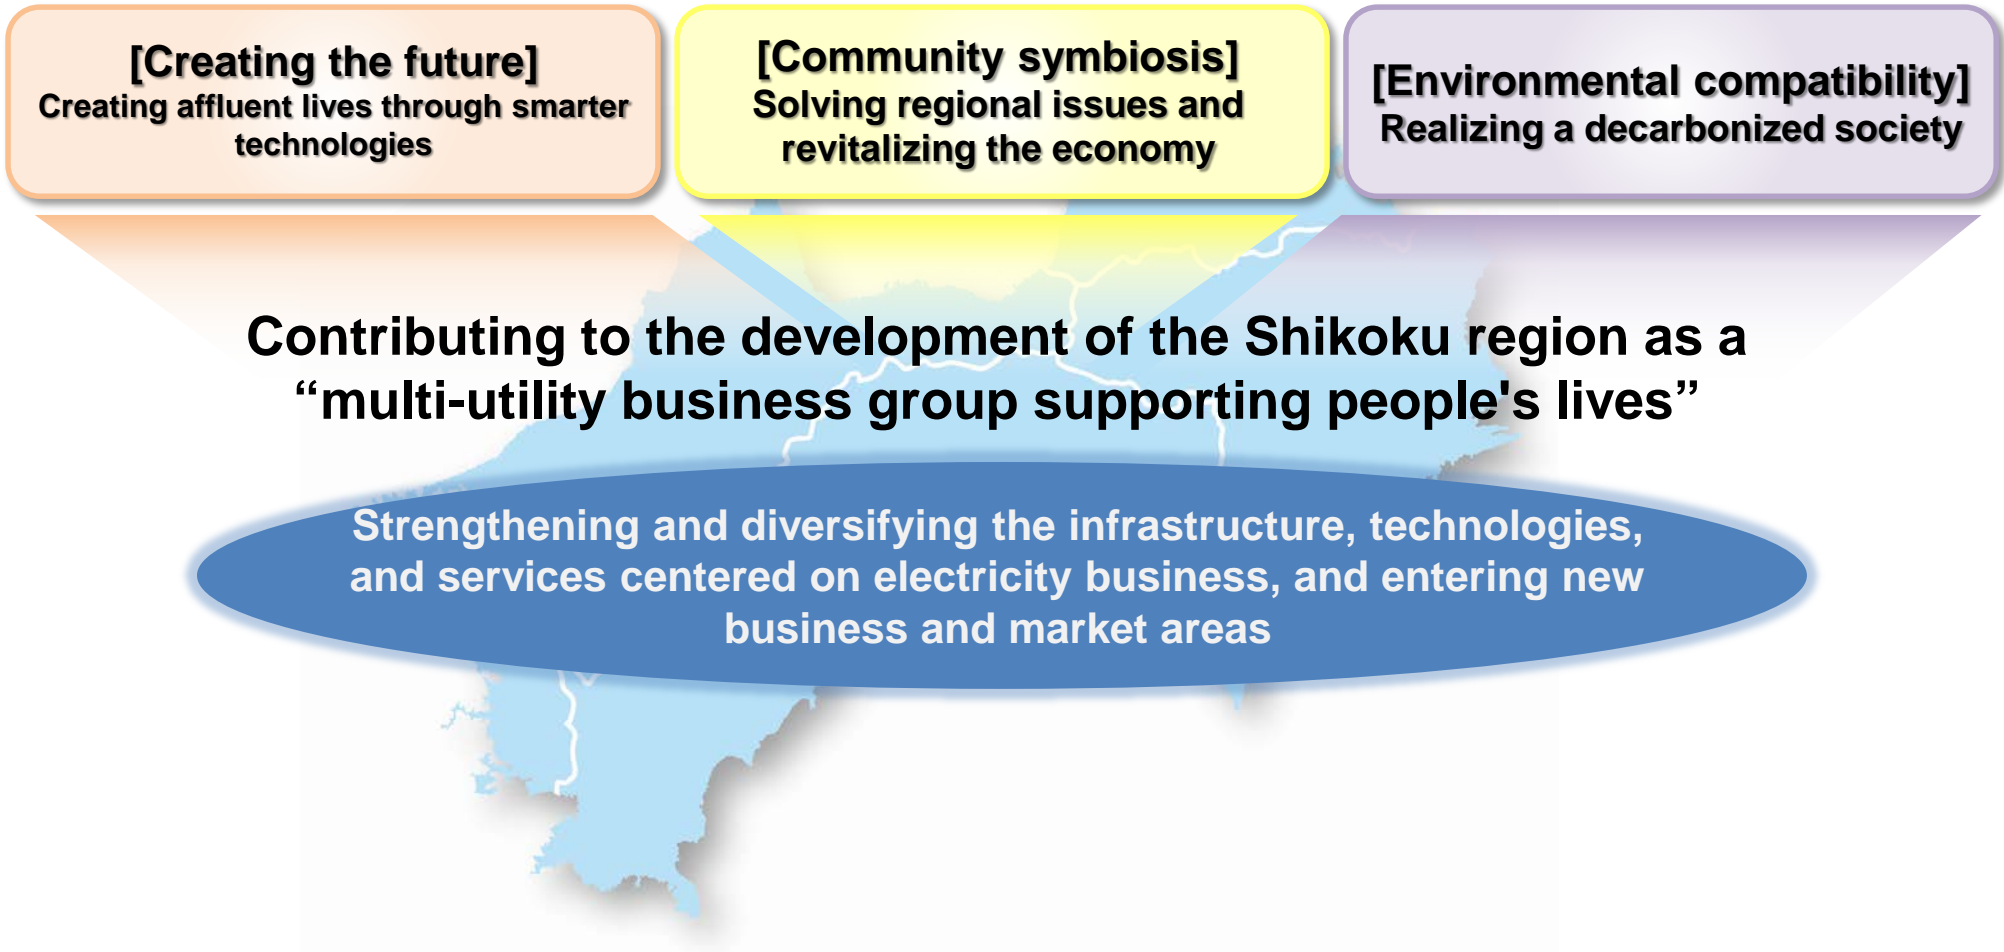 [Creating the future]
Creating affluent lives through smarter
technologies
[Community symbiosis]
Solving regional issues and
revitalizing the economy
[Environmental compatibility]
Realizing a decarbonized society
Contributing to the development of the Shikoku region as a
“multi-utility business group supporting people's lives”
Strengthening and diversifying the infrastructure, technologies,
and services centered on electricity business, and entering new
business and market areas